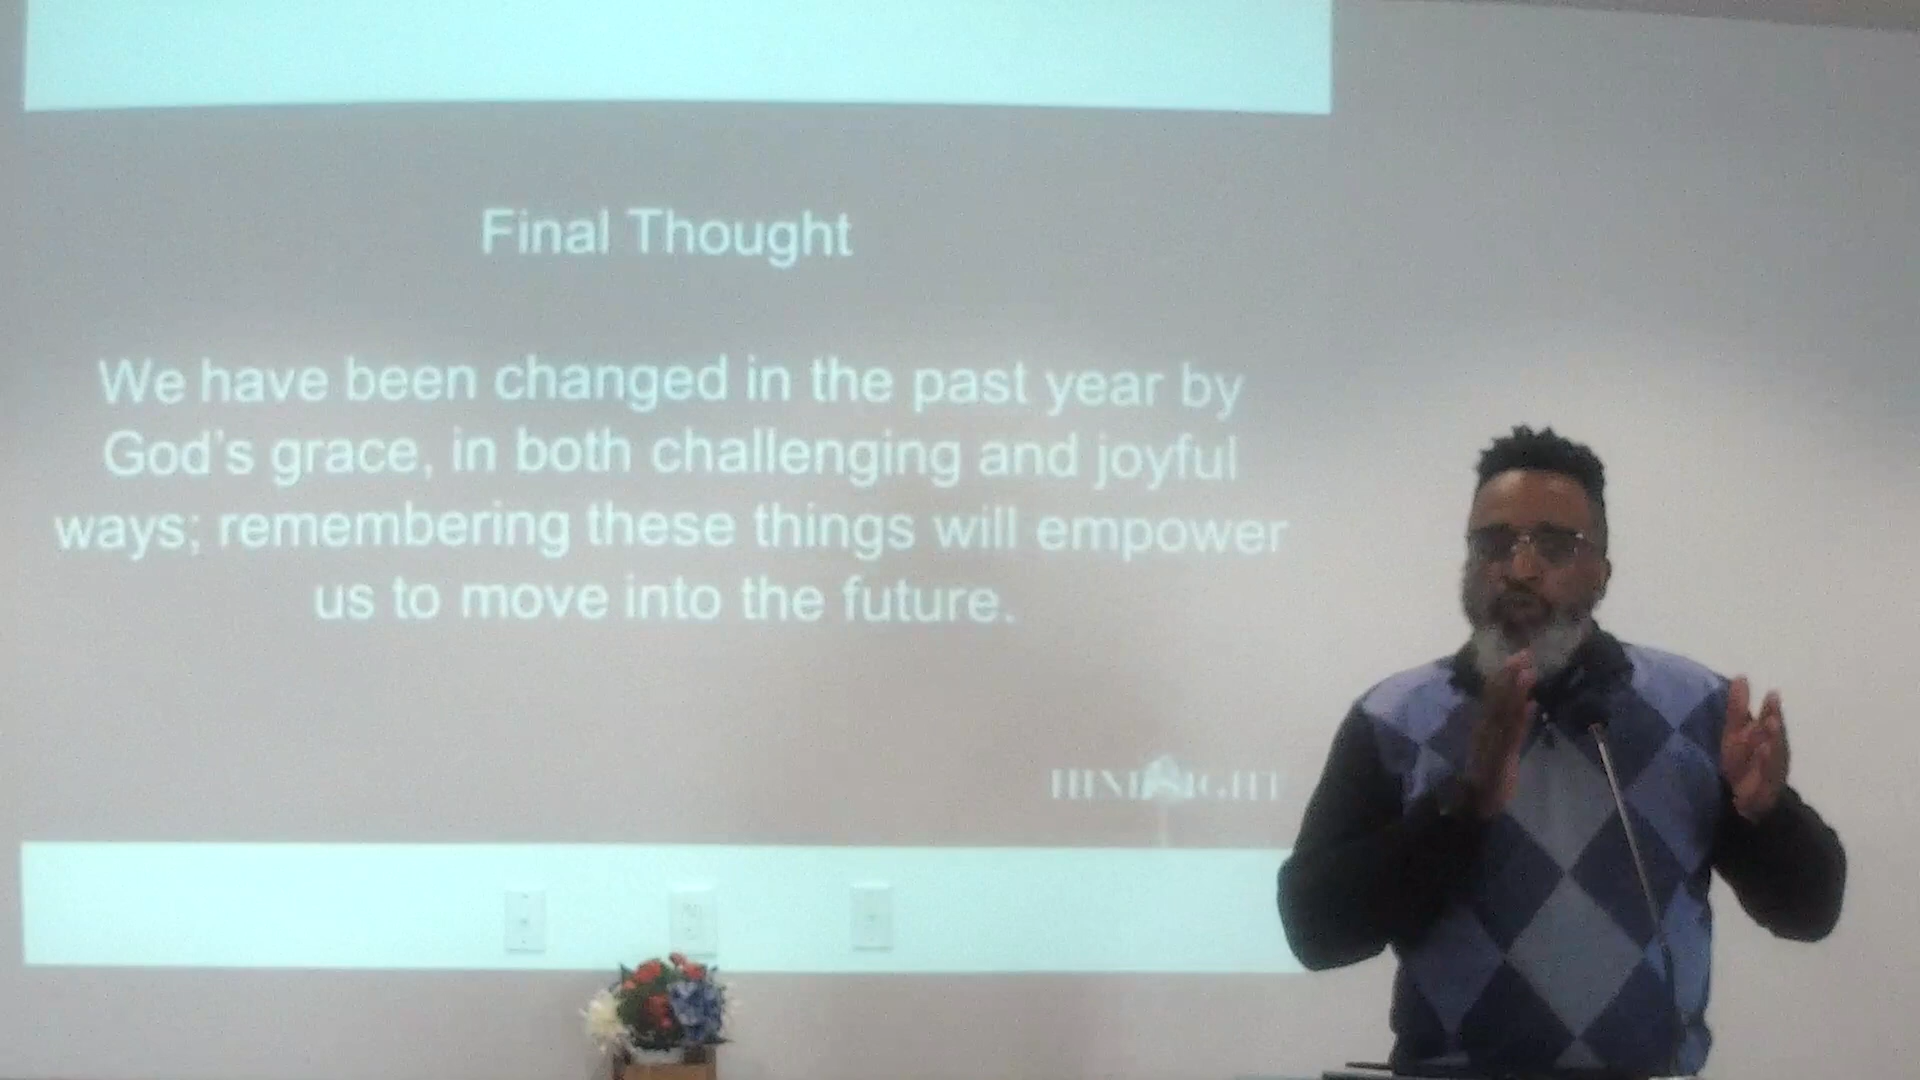 Final Thought
We have been changed in the past year by
God's grace, in both challenging and joyful
ways; remembering these things will empower
us to move into the future.
HINDSIGHT